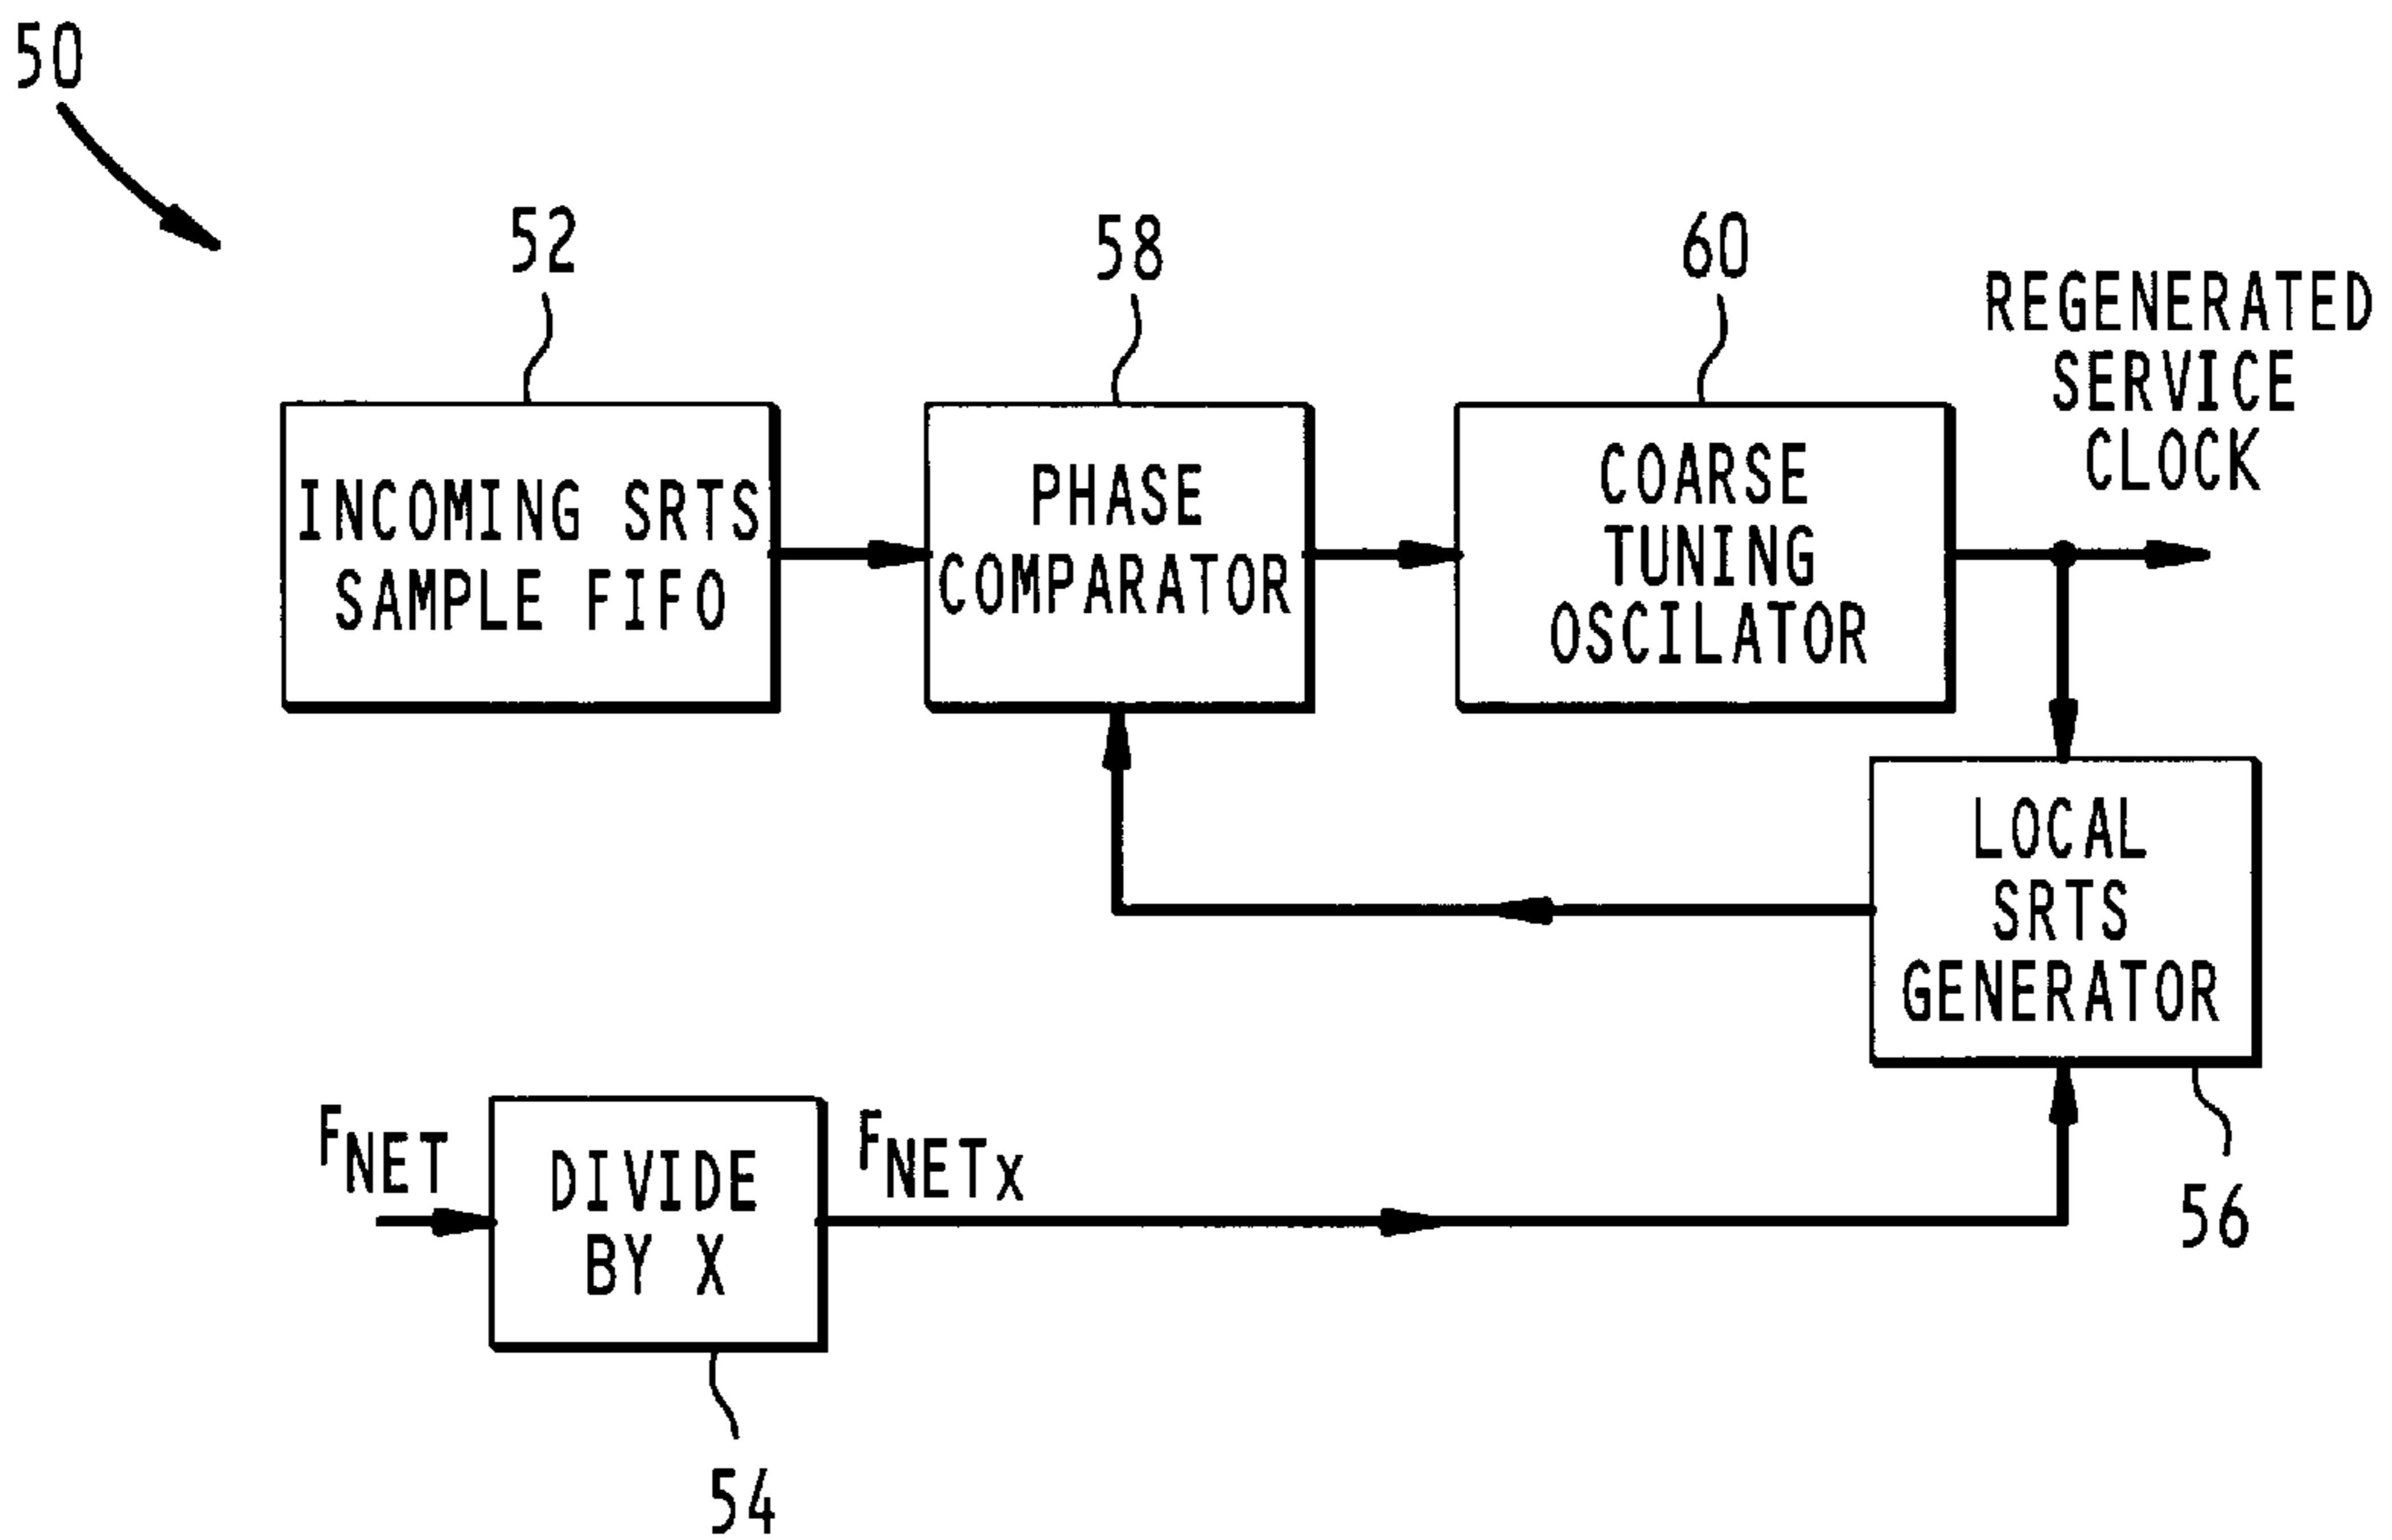 50
52
58
60
REGENERATED
SERVICE
CLOCK
INCOMING SRTS
SAMPLE FIFO
PHASE
COMPARATOR
COARSE
TUNING
OSCILATOR
LOCAL
SRTS
GENERATOR
56
FNET
DIVIDE
BY X
FNETX
54